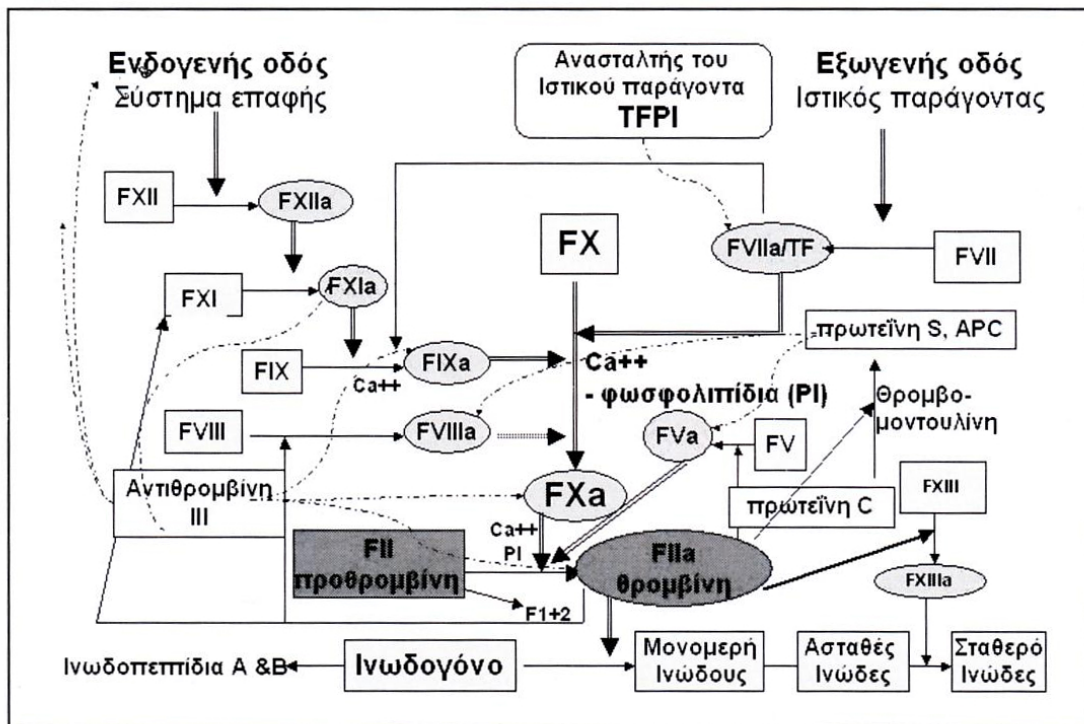 Ενδογενής οδός
Σύστημα επαφής
Ανασταλτής του
Ιστικού παράγοντα
TFPI
Εξωγενής οδός
Ιστικός παράγοντας
FXII
FXIIa
FX
FVIIa/TF
FVII
FXI
FXIa
πρωτεΐνη S, APC
FIX
Ca++
FIXa
Ca++
- φωσφολιπίδια (PI)
Θρομβο-
μοντουλίνη
FVIII
FVIIIa
FVa
FV
Αντιθρομβίνη
III
FXa
πρωτεΐνη C
FXIII
Ca++
PI
FII
προθρομβίνη
FIIa
θρομβίνη
FXIIIa
F1+2
Ινωδοπεπτίδια Α &Β
Ινωδογόνο
Μονομερή
Ινώδους
Ασταθές
Ινώδες
Σταθερό
Ινώδες